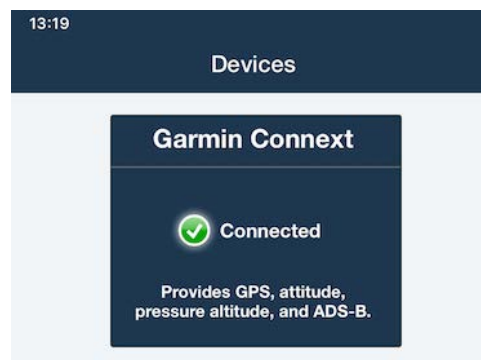 13:19
Devices
Garmin Connext
Connected
Provides GPS, attitude,
pressure altitude, and ADS-B.